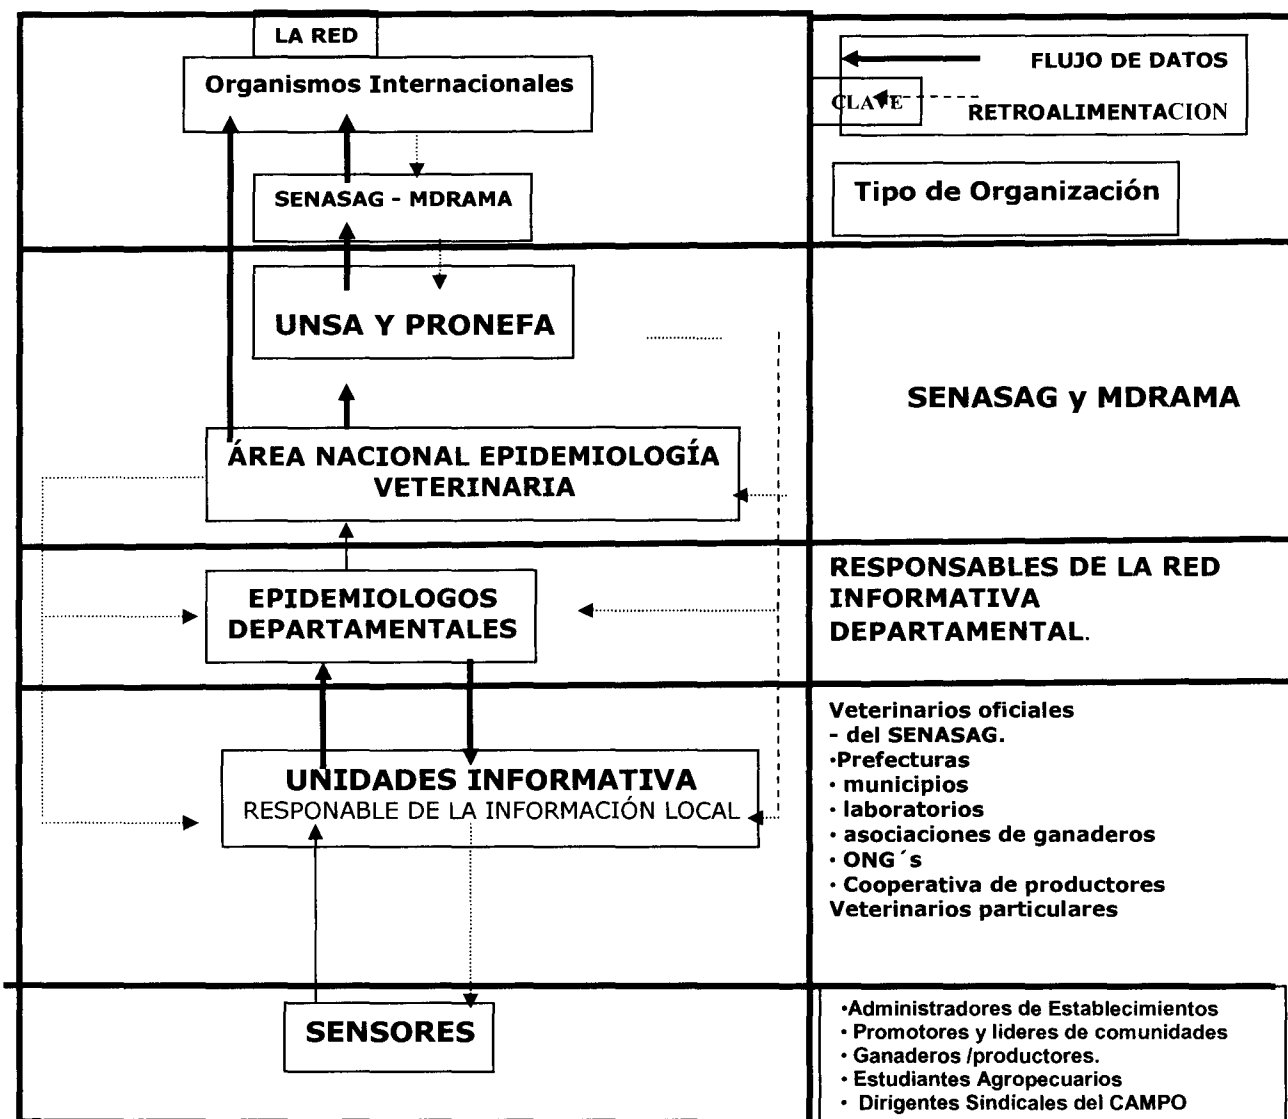 LA RED
Organismos Internacionales
SENASAG - MDRAMA
FLUJO DE DATOS
CLAVE
RETROALIMENTACION
Tipo de Organización
UNSA Y PRONEFA
SENASAG y MDRAMA
ÁREA NACIONAL EPIDEMIOLOGÍA
VETERINARIA
EPIDEMIOLOGOS
DEPARTAMENTALES
RESPONSABLES DE LA RED
INFORMATIVA
DEPARTAMENTAL.
UNIDADES INFORMATIVA
RESPONABLE DE LA INFORMACIÓN LOCAL
Veterinarios oficiales
- del SENASAG.
•Prefecturas
• municipios
• laboratorios
• asociaciones de ganaderos
• ONG´s
• Cooperativa de productores
Veterinarios particulares
SENSORES
•Administradores de Establecimientos
• Promotores y lideres de comunidades
• Ganaderos /productores.
• Estudiantes Agropecuarios
• Dirigentes Sindicales del CAMPO